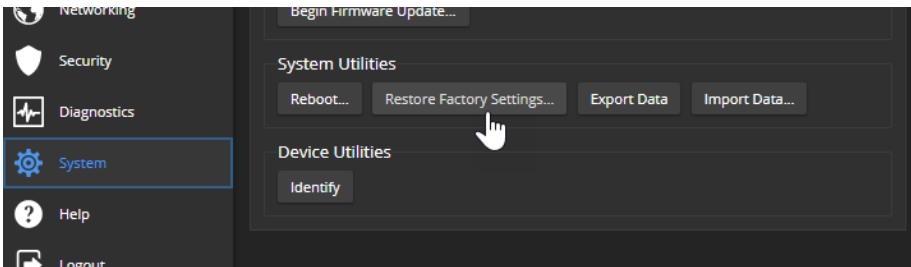 Networking
Begin Firmware Update...
Security
System Utilities
Reboot... Restore Factory Settings... Export Data Import Data...
Diagnostics
Device Utilities
System
Identify
? Help
Logout